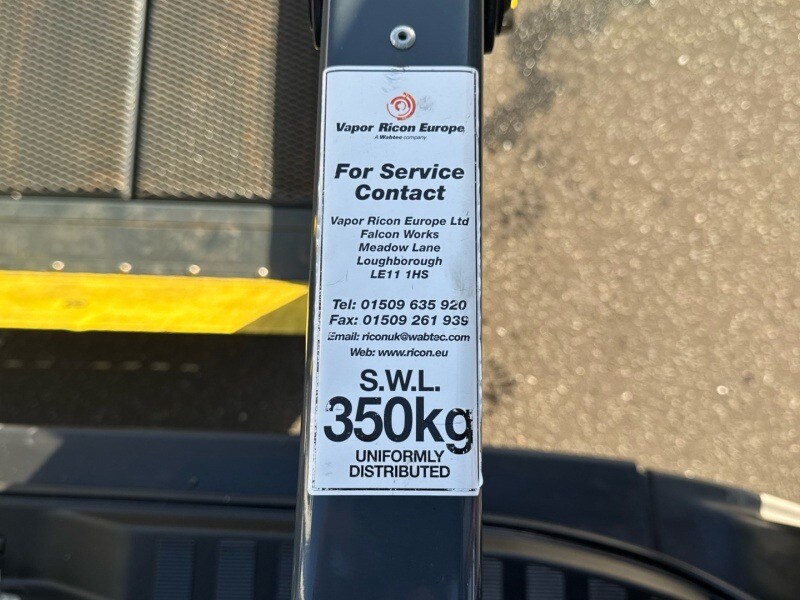 Vapor Ricon Europe
A Wabtec company
For Service
Contact
Vapor Ricon Europe Ltd
Falcon Works
Meadow Lane
Loughborough
LE11 1HS
Tel: 01509 635 920
Fax: 01509 261 939
Email: riconuk@wabtec.com
Web: www.ricon.eu
S.W.L.
350kg
UNIFORMLY
DISTRIBUTED